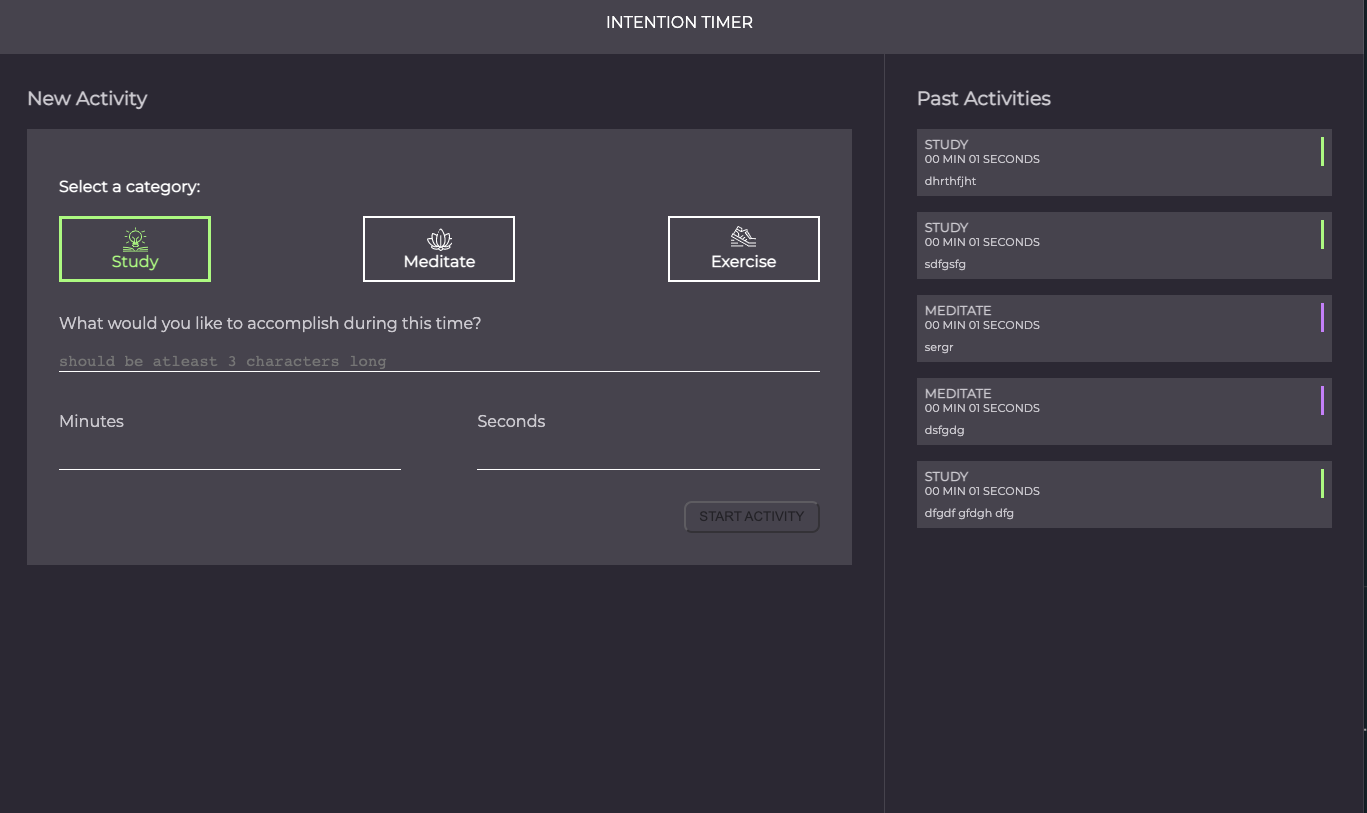 INTENTION TIMER
New Activity
Select a category:
Study
Meditate
Exercise
What would you like to accomplish during this time?
should be atleast 3 characters long
Minutes
Seconds
START ACTIVITY
Past Activities
STUDY
00 MIN 01 SECONDS
dhrthfjht
STUDY
00 MIN 01 SECONDS
sdfgsfg
MEDITATE
00 MIN 01 SECONDS
sergr
MEDITATE
00 MIN 01 SECONDS
dsfgdg
STUDY
00 MIN 01 SECONDS
dfgdf gfdgh dfg